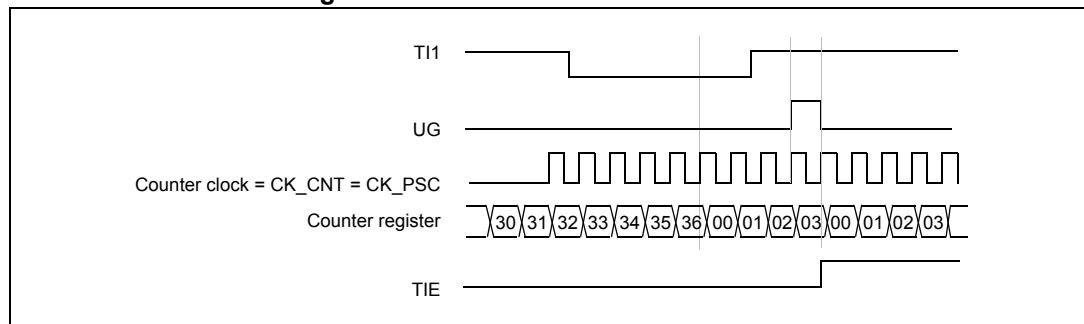 g
TI1
UG
Counter clock = CK_CNT = CK_PSC
Counter register 30 31 32 33 34 35 36 00 01 02 03 00 01 02 03
TIE